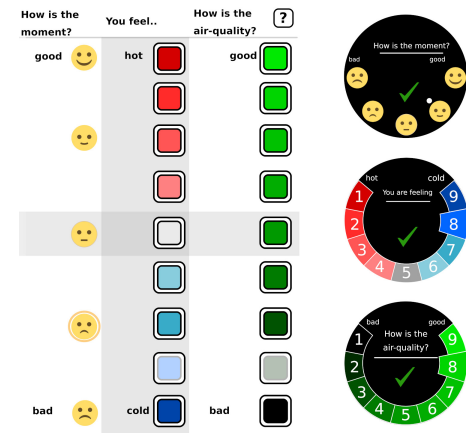 How is the
moment?
You feel..
How is the
air-quality?
?
good
hot
good
bad
cold
bad
How is the moment?
bad
good
hot
cold
You are feeling
1
2
3
4
5
6
7
8
9
bad
good
How is the
air-quality?
1
2
3
4
5
6
7
8
9